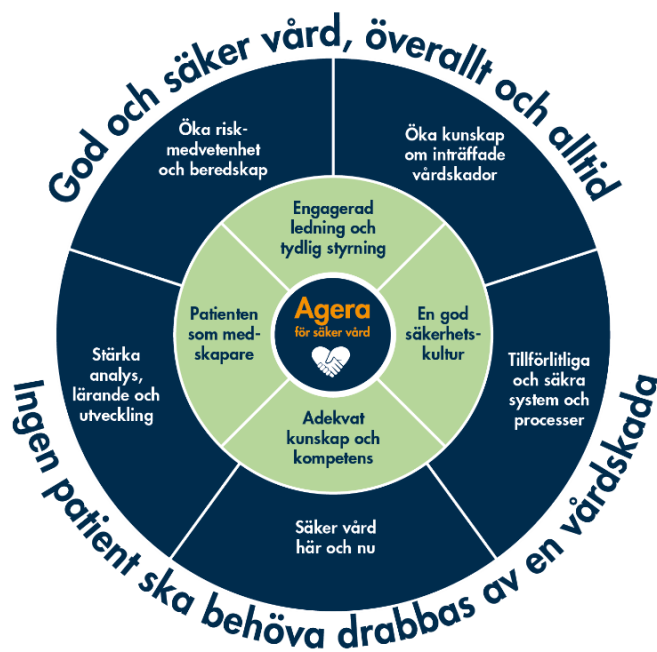 God och säker vård, överallt och alltid
Öka risk-
medvetenhet
och beredskap
Öka kunskap
om inträffade
vårdskador
Engagerad
ledning och
tydlig styrning
Patienten
som med-
skapare
Agera
för säker vård
En god
säkerhets-
kultur
Stärka
analys,
lärande och
utveckling
Tillförlitliga
och säkra
system och
processer
Adekvat
kunskap och
kompetens
Säker vård
här och nu
Ingen patient ska behöva drabbas av en vårdskada